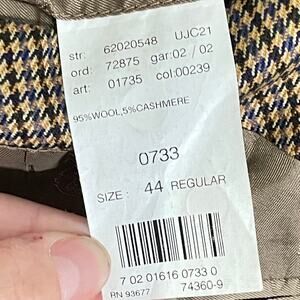 str: 62020548 UJC21
ord: 72875 gar:02 / 02
art: 01735 col:00239
95%WOOL,5%CASHMERE
0733
SIZE: 44 REGULAR
7 02 01616 0733 0
RN 93677 74360-9